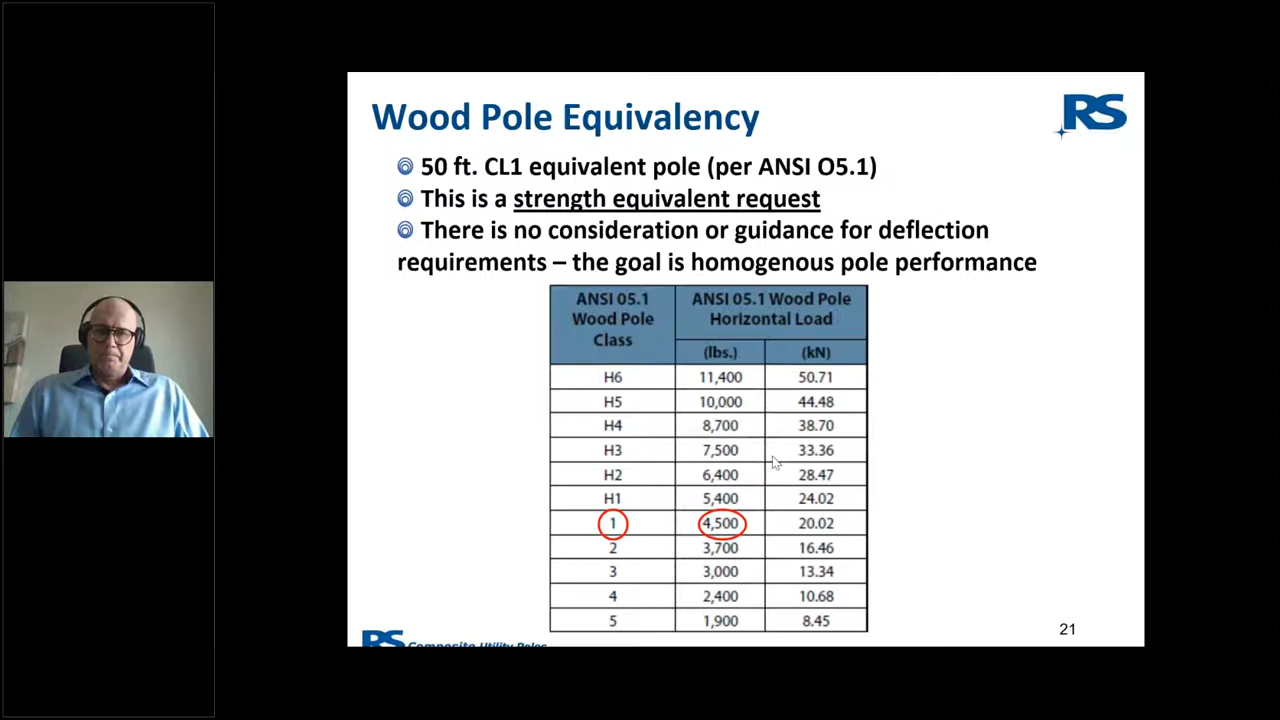 Wood Pole Equivalency
RS
50 ft. CL1 equivalent pole (per ANSI O5.1)
This is a strength equivalent request
There is no consideration or guidance for deflection
requirements – the goal is homogenous pole performance
ANSI 05.1 Wood Pole Class
ANSI 05.1 Wood Pole Horizontal Load
(lbs.) (kN)
H6 11,400 50.71
H5 10,000 44.48
H4 8,700 38.70
H3 7,500 33.36
H2 6,400 28.47
H1 5,400 24.02
1 4,500 20.02
2 3,700 16.46
3 3,000 13.34
4 2,400 10.68
5 1,900 8.45
21
RS Composite Utility Poles